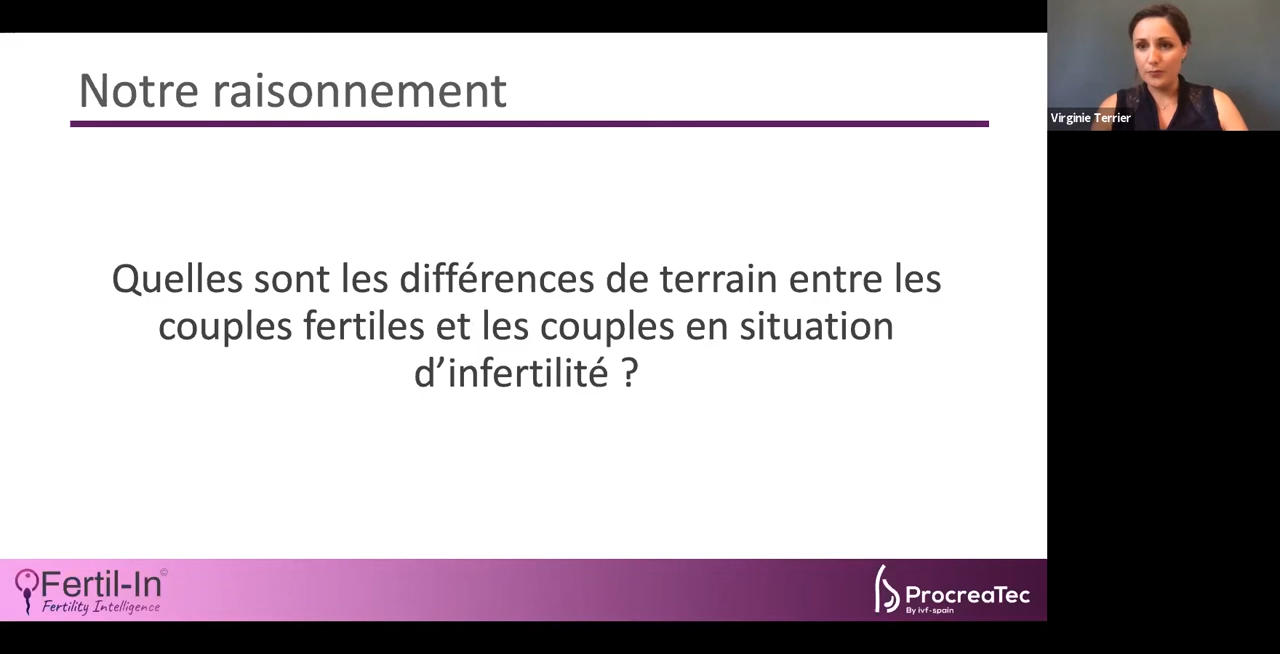 Notre raisonnement
Virginie Terrier
Quelles sont les différences de terrain entre les
couples fertiles et les couples en situation
d’infertilité ?
Fertil-In©
Fertility Intelligence
ProcreaTec
By ivf-spain